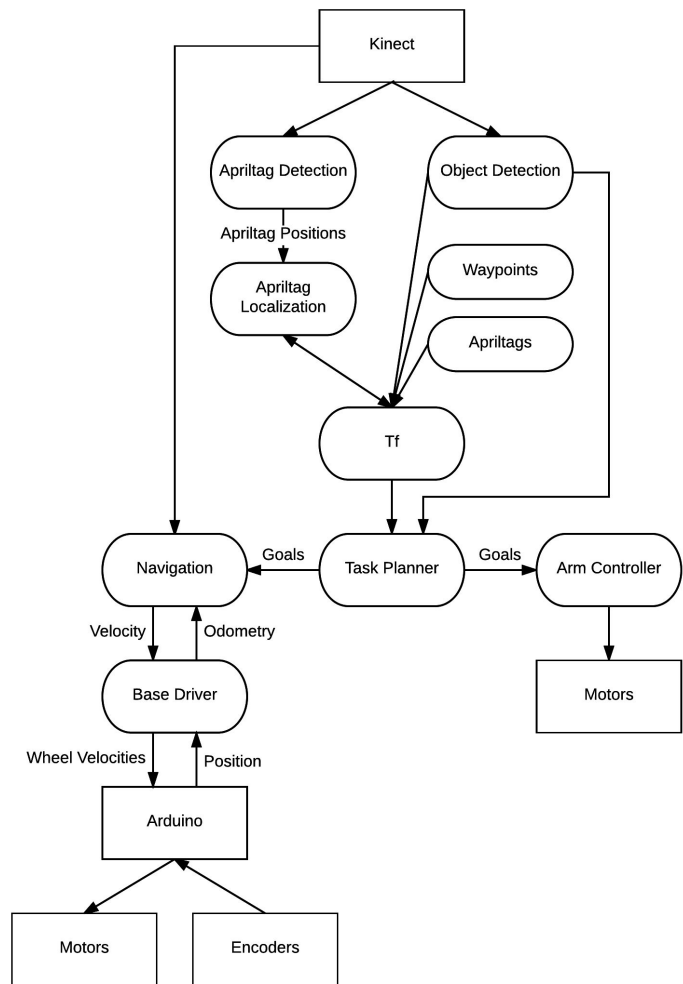 Kinect
Apriltag Detection
Object Detection
Apriltag Positions
Waypoints
Apriltag
Localization
Apriltags
Tf
Goals
Goals
Navigation
Task Planner
Arm Controller
Velocity
Odometry
Base Driver
Motors
Wheel Velocities
Position
Arduino
Motors
Encoders